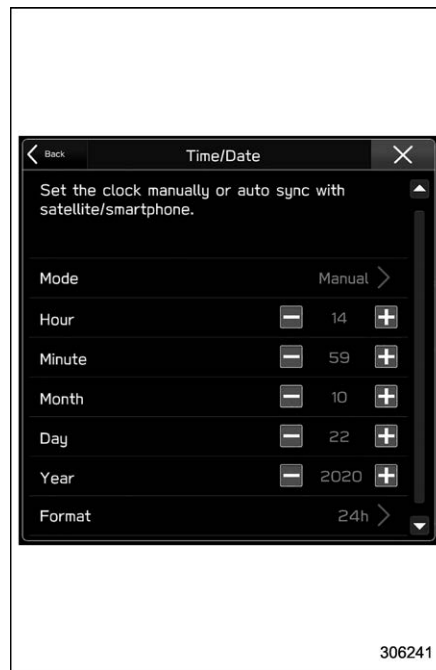 Back Time/Date
Set the clock manually or auto sync with
satellite/smartphone.
Mode Manual
Hour 14
Minute 59
Month 10
Day 22
Year 2020
Format 24h
306241